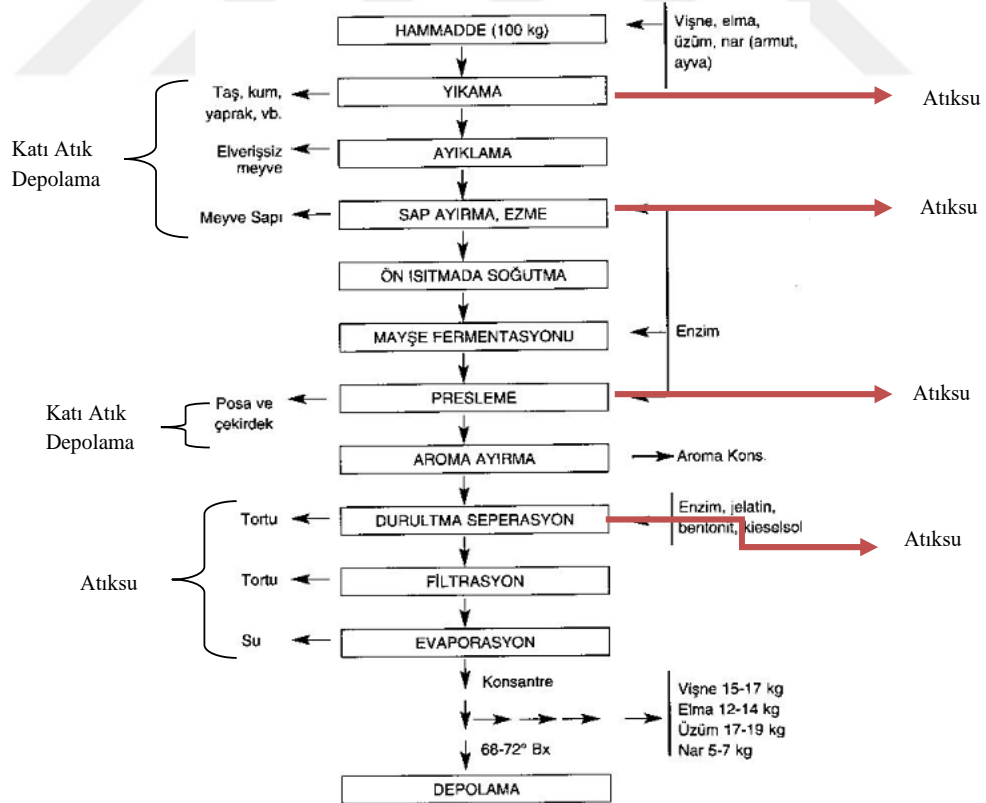 HAMMADDE (100 kg)
Vişne, elma,
üzüm, nar (armut,
ayva)
Taş, kum,
yaprak, vb.
YIKAMA
Atıksu
Katı Atık
Depolama
Elverişsiz
meyve
AYIKLAMA
Meyve Sapı
SAP AYIRMA, EZME
Atıksu
ÖN ISITMADA SOĞUTMA
MAYŞE FERMENTASYONU
Enzim
Katı Atık
Depolama
Posa ve
çekirdek
PRESLEME
Atıksu
AROMA AYIRMA
Aroma Kons.
Tortu
DURULTMA SEPERASYON
Enzim, jelatin,
bentonit, kieselsol
Atıksu
Atıksu
Tortu
FİLTRASYON
Su
EVAPORASYON
Konsantre
Vişne 15-17 kg
Elma 12-14 kg
Üzüm 17-19 kg
Nar 5-7 kg
68-72° Bx
DEPOLAMA